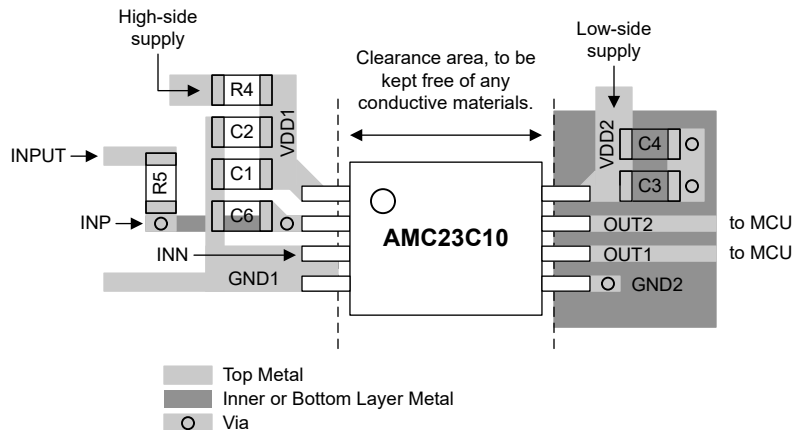 High-side
supply
Low-side
supply
Clearance area, to be
kept free of any
conductive materials.
R4
C2
VDD1
VDD2
C4
INPUT
C1
C3
R5
C6
INP
OUT2
to MCU
AMC23C10
INN
OUT1
to MCU
GND1
GND2
Top Metal
Inner or Bottom Layer Metal
Via